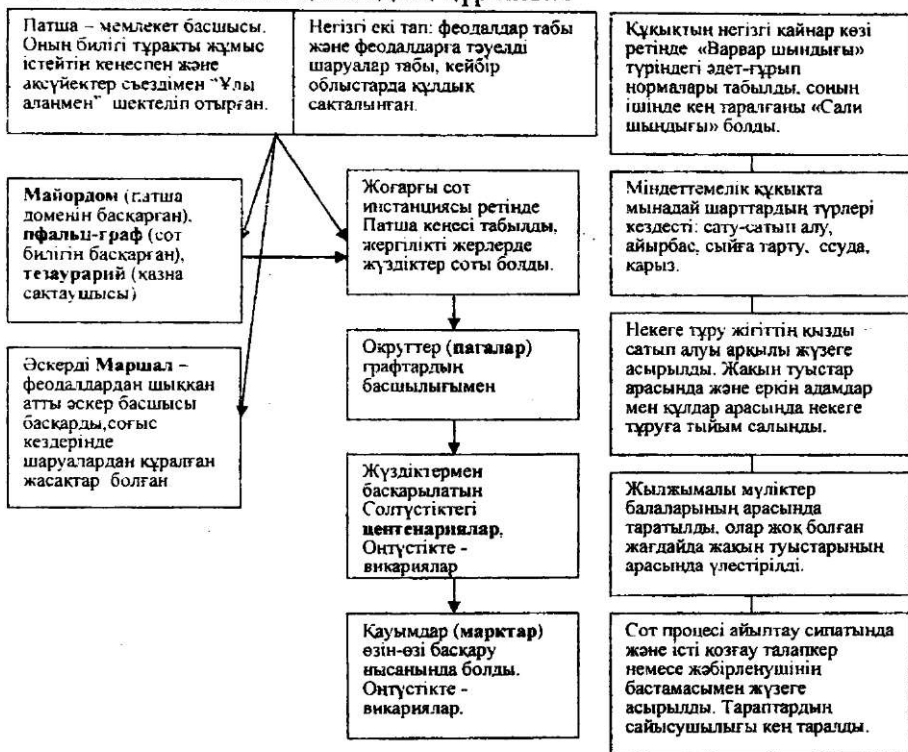 Патша – мемлекет басшысы.
Оның билігі тұрақты жұмыс
істейтін кеңеспен және
ақсүйектер съездімен “Ұлы
алаңмен” шектеліп отырған.
Негізгі екі тап: феодалдар табы
және феодалдарға тәуелді
шаруалар табы, кейбір
облыстарда құлдық
сақталынған.
Майордом (патша
доменін басқарған),
пфальц-граф (сот
билігін басқарған),
тезаурарий (қазна
сақтаушысы)
Әскерді Маршал –
феодалдардан шыққан
атты әскер басшысы
басқарды,соғыс
кездерінде
шаруалардан құралған
жасақтар болған
Жоғарғы сот
инстанциясы ретінде
Патша кеңесі табылды,
жергілікті жерлерде
жүздіктер соты болды.
Округтер (пагалар)
графтардың
басшылығымен
Жүздіктермен
басқарылатын
Солтүстіктегі
центенариялар,
Оңтүстікте -
викариялар
Қауымдар (марктар)
өзін-өзі басқару
нысанында болды.
Оңтүстікте -
викариялар.
Құқықтың негізгі қайнар көзі
ретінде «Варвар шындығы»
түріндегі әдет-ғұрып
нормалары табылды, соның
ішінде кең таралғаны «Сали
шындығы» болды.
Міндеттемелік құқықта
мынадай шарттардың түрлері
кездесті: сату-сатып алу,
айырбас, сыйға тарту, ссуда,
қарыз.
Некеге тұру жігіттің қызды
сатып алуы арқылы жүзеге
асырылды. Жақын туыстар
арасында және еркін адамдар
мен құлдар арасында некеге
тұруға тыйым салынды.
Жылжымалы мүліктер
балаларының арасында
таратылды, олар жоқ болған
жағдайда жақын туыстарының
арасында үлестірілді.
Сот процесі айыптау сипатында
және істі қозғау талапкер
немесе жәбірленушінің
бастамасымен жүзеге
асырылды. Тараптардың
сайысушылығы кең таралды.